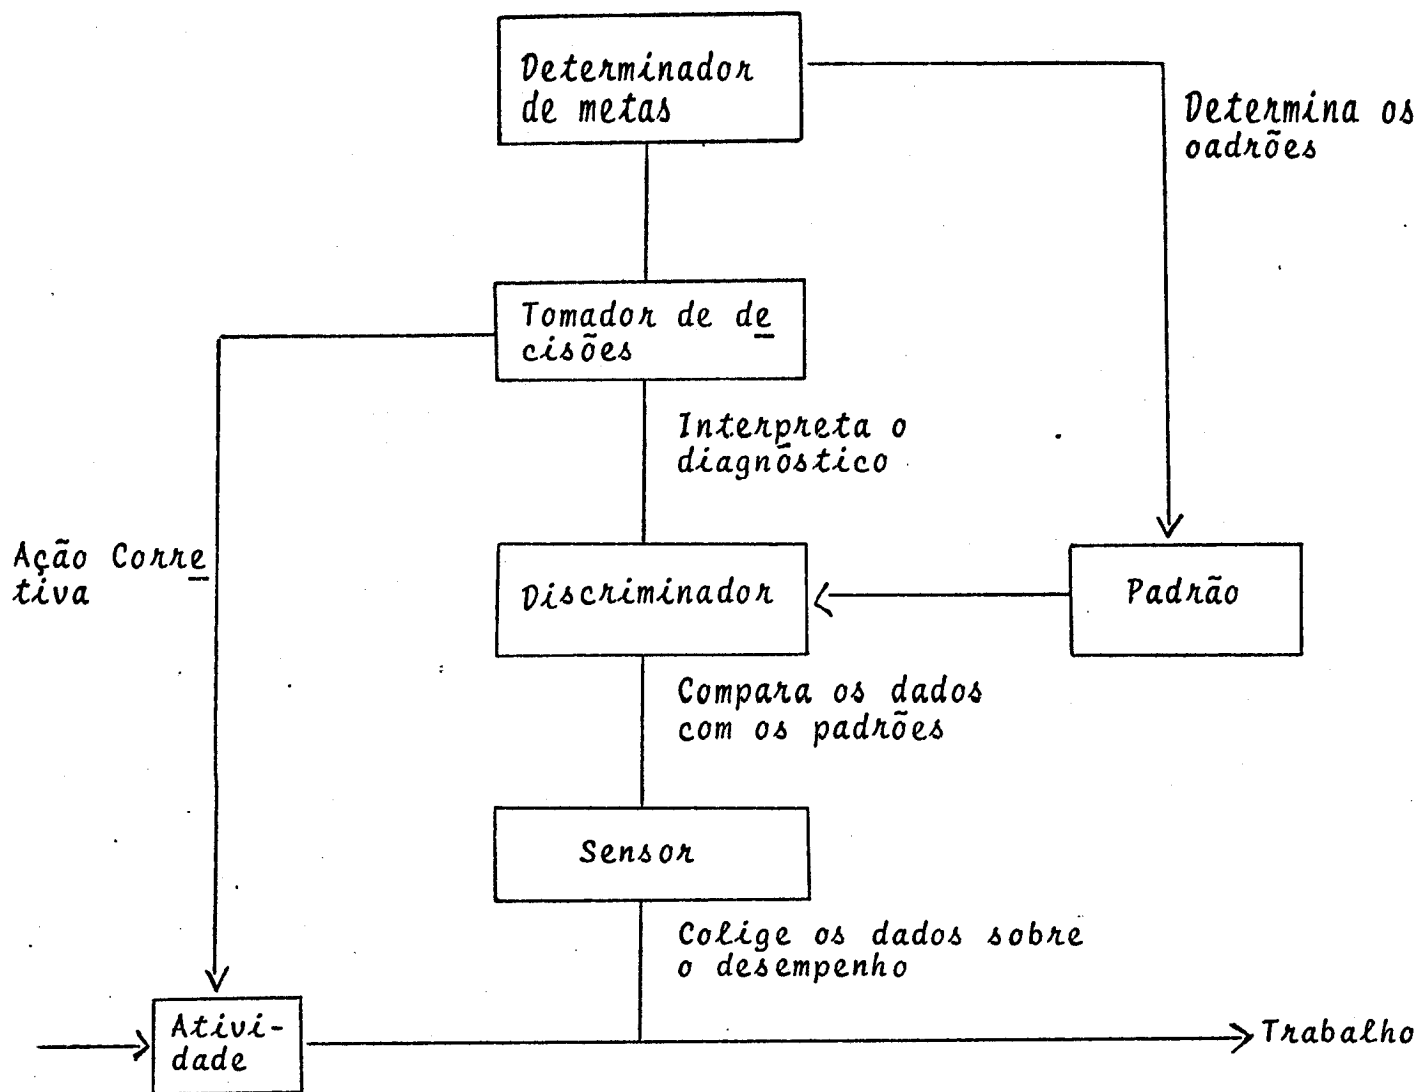 Determinador
de metas
Determina os
oadrões
Tomador de de
cisões
Interpreta o
diagnóstico
Ação Corre
tiva
Discriminador
Padrão
Compara os dados
com os padrões
Sensor
Colige os dados sobre
o desempenho
Ativi-
dade
Trabalho